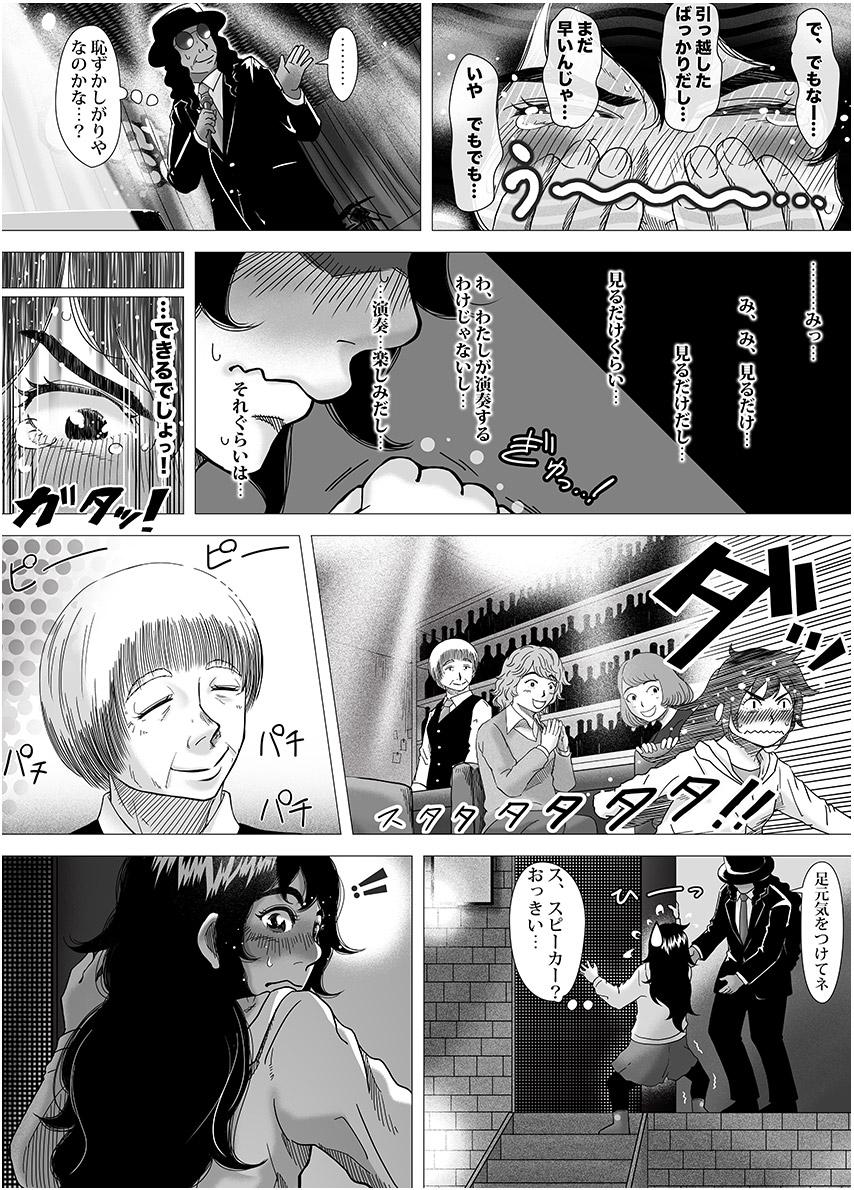 で、でもなー…
引っ越した
ばっかりだし…
まだ
早いんじゃ…
いや でもでも…
う〜〜〜〜…
………
恥ずかしがりや
なのかな…?
………みっ…
み、み、見るだけ…
見るだけだし…
見るだけくらい…
わ、わたしが演奏する
わけじゃないし…
…演奏…楽しみだし…
それぐらいは…
ぎゅっ…!
…できるでしょっ!
ガタッ!
ダッ
スタタタタタタ!!
ピー
ピー
パチ
パチ
パチ
足元気をつけてネ
ひーっ
ス、スピーカー?
おっきい…
!!